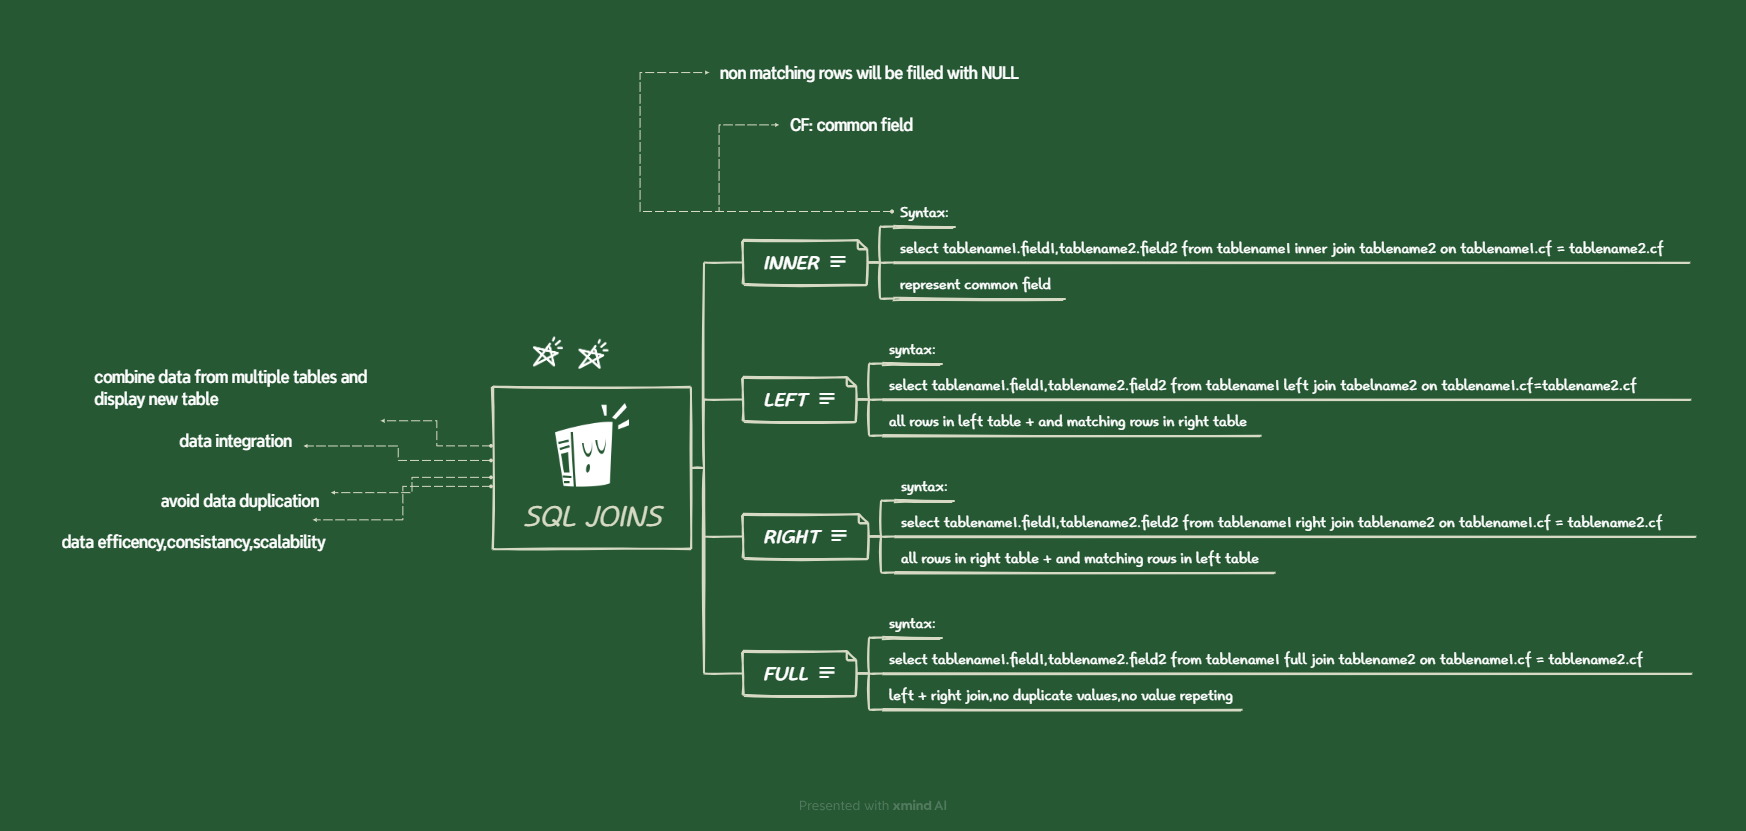 non matching rows will be filled with NULL
CF: common field
Syntax:
select tablename1.field1,tablename2.field2 from tablename1 inner join tablename2 on tablename1.cf = tablename2.cf
represent common field
INNER
syntax:
select tablename1.field1,tablename2.field2 from tablename1 left join tabelname2 on tablename1.cf=tablename2.cf
all rows in left table + and matching rows in right table
LEFT
combine data from multiple tables and
display new table
data integration
avoid data duplication
data efficency,consistancy,scalability
SQL JOINS
syntax:
select tablename1.field1,tablename2.field2 from tablename1 right join tablename2 on tablename1.cf = tablename2.cf
all rows in right table + and matching rows in left table
RIGHT
syntax:
select tablename1.field1,tablename2.field2 from tablename1 full join tablename2 on tablename1.cf = tablename2.cf
left + right join,no duplicate values,no value repeting
FULL
Presented with xmind AI